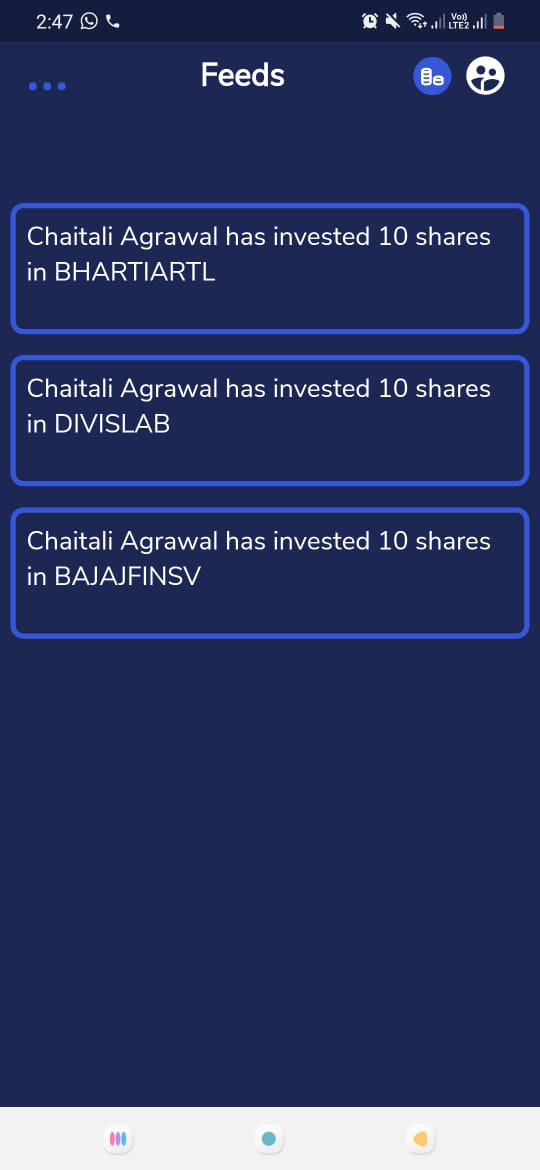 2:47
Vo)) LTE2
Feeds
Chaitali Agrawal has invested 10 shares
in BHARTIARTL
Chaitali Agrawal has invested 10 shares
in DIVISLAB
Chaitali Agrawal has invested 10 shares
in BAJAJFINSV